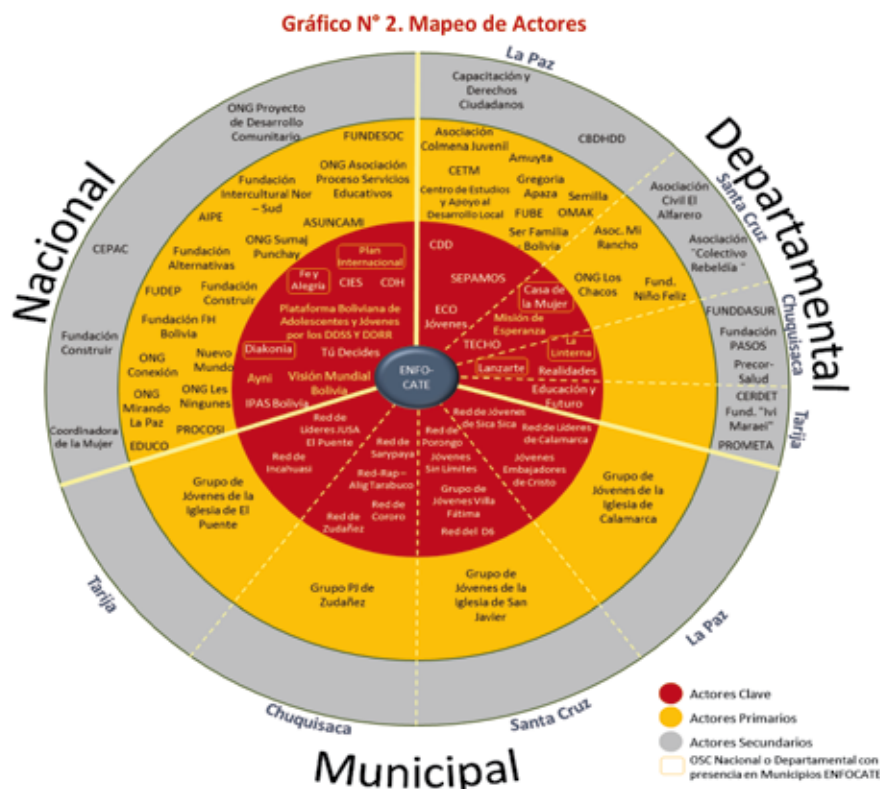 Gráfico N° 2. Mapeo de Actores
Nacional
ONG Proyecto
de Desarrollo
Comunitario
CEPAC
Fundación
Construir
Coordinadora
de la Mujer
FUNDESOC
ONG Asociación
Proceso Servicios
Educativos
Fundación
Intercultural Nor
– Sud
AIPE
ASUNCAMI
ONG Sumaj
Punchay
Fundación
Alternativas
FUDEP
Fundación
Construir
Fundación FH
Bolivia
ONG
Conexión
Nuevo
Mundo
ONG
Mirando
La Paz
ONG Les
Ningunes
PROCOSI
EDUCO
Plan
Internacional
Fe y
Alegría
CIES
CDH
Plataforma Boliviana de
Adolescentes y Jóvenes
por los DDSS y DDRR
Diakonía
Tú Decides
Ayni
Visión Mundial
Bolivia
IPAS Bolivia
ENFO-
CATE
Departamental
La Paz
Capacitación y
Derechos
Ciudadanos
CBDHDD
Asociación
Colmena Juvenil
Amuyta
CETM
Gregoria
Apaza
Centro de Estudios
y Apoyo al
Desarrollo Local
Semilla
FUBE
OMAK
Ser Familia
- Bolivia
CDD
SEPAMOS
ECO
Jóvenes
Santa Cruz
Asociación
Civil El
Alfarero
Asociación
"Colectivo
Rebeldía "
Asoc. Mi
Rancho
ONG Los
Chacos
Fund.
Niño Feliz
Casa de
la Mujer
Misión de
Esperanza
TECHO
Chuquisaca
FUNDDASUR
Fundación
PASOS
Precor-
Salud
La
Linterna
Lanzarte
Realidades
Tarija
CERDET
Fund. "Ivi
Maraei"
PROMETA
Educación y
Futuro
Municipal
Tarija
Grupo de
Jóvenes de la
Iglesia de El
Puente
Red de
Líderes JUSA
El Puente
Red de
Incahuasi
Chuquisaca
Grupo PJ de
Zudañez
Red de
Sarypaya
Red-Rap –
Alig Tarabuco
Red de
Cororo
Red de
Zudañez
Santa Cruz
Grupo de
Jóvenes de la
Iglesia de San
Javier
Red de
Porongo
Jóvenes
Sin Límites
Grupo de
Jóvenes Villa
Fátima
Red del D6
La Paz
Grupo de
Jóvenes de la
Iglesia de
Calamarca
Red de Jóvenes
de Sica Sica
Red de Líderes
de Calamarca
Jóvenes
Embajadores
de Cristo
Actores Clave
Actores Primarios
Actores Secundarios
OSC Nacional o Departamental con
presencia en Municipios ENFOCATE